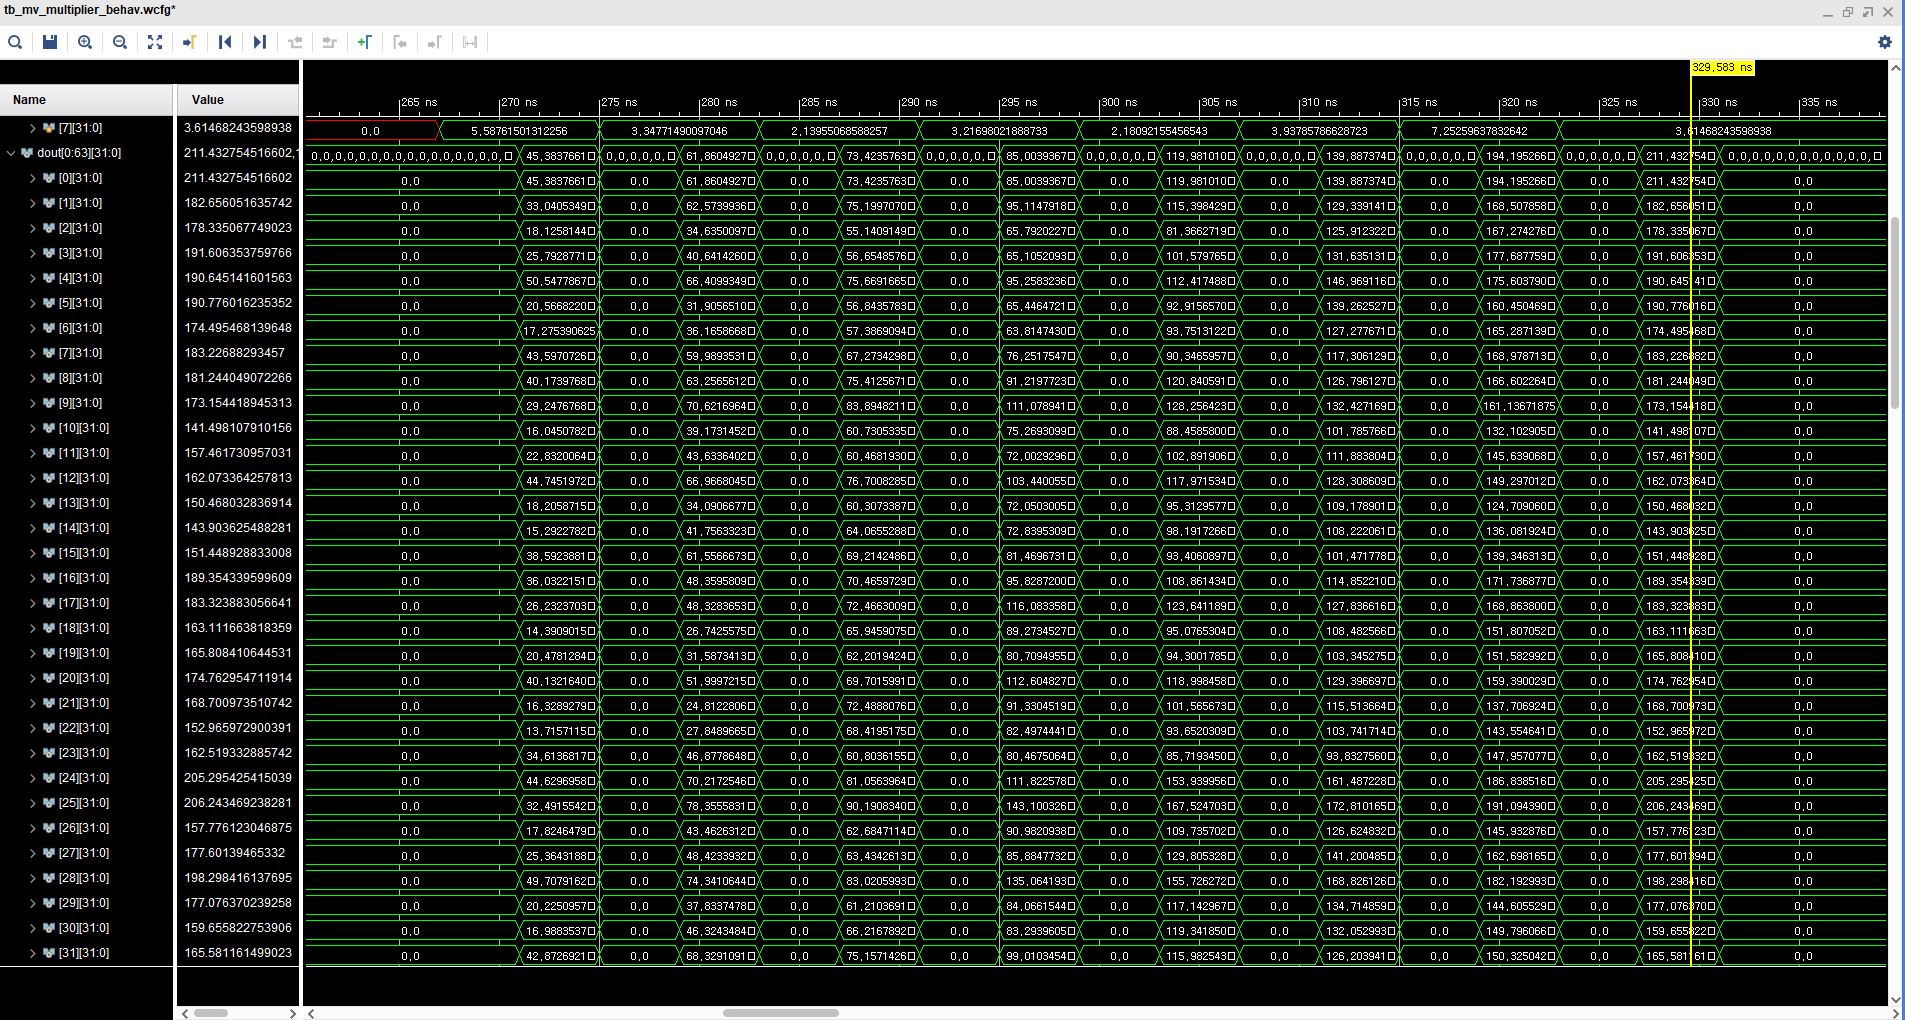 tb_mv_multiplier_behav.wcfg*
329,583 ns
Name Value 265 ns 270 ns 275 ns 280 ns 285 ns 290 ns 295 ns 300 ns 305 ns 310 ns 315 ns 320 ns 325 ns 330 ns 335 ns
[7][31:0] 3.61468243598938 0,0 5,58761501312256 3,34771490097046 2,13955068588257 3,21698021888733 2,18092155456543 3,93785786628723 7,25259637832642 3,61468243598938
dout[0:63][31:0] 211.432754516602, 0,0,0,0,0,0,0,0,0,0,0,□ 45,3837661□ 0,0,0,0,0,□ 61,8604927□ 0,0,0,0,□ 73,4235763□ 0,0,0,0,□ 85,0039367□ 0,0,0,0,□ 119,981010□ 0,0,0,0,□ 139,887374□ 0,0,0,0,□ 194,195266□ 0,0,0,0,□ 211,432754□ 0,0,0,0,0,0,0,0,0,0,□
[0][31:0] 211.432754516602 0,0 45,3837661□ 0,0 61,8604927□ 0,0 73,4235763□ 0,0 85,0039367□ 0,0 119,981010□ 0,0 139,887374□ 0,0 194,195266□ 0,0 211,432754□ 0,0
[1][31:0] 182.656051635742 0,0 33,0405349□ 0,0 62,5739936□ 0,0 75,1997070□ 0,0 95,1147918□ 0,0 115,398429□ 0,0 129,339141□ 0,0 168,507858□ 0,0 182,656051□ 0,0
[2][31:0] 178.335067749023 0,0 18,1258144□ 0,0 34,6350097□ 0,0 55,1409149□ 0,0 65,7920227□ 0,0 81,3662719□ 0,0 125,912322□ 0,0 167,274276□ 0,0 178,335067□ 0,0
[3][31:0] 191.606353759766 0,0 25,7928771□ 0,0 40,6414260□ 0,0 56,6548576□ 0,0 65,1052093□ 0,0 101,579765□ 0,0 131,635131□ 0,0 177,687759□ 0,0 191,606353□ 0,0
[4][31:0] 190.645141601563 0,0 50,5477867□ 0,0 66,4099349□ 0,0 75,6691665□ 0,0 95,2583236□ 0,0 112,417488□ 0,0 146,969116□ 0,0 175,603790□ 0,0 190,645141□ 0,0
[5][31:0] 190.776016235352 0,0 20,5668220□ 0,0 31,9056510□ 0,0 56,8435783□ 0,0 65,4464721□ 0,0 92,9156570□ 0,0 139,262527□ 0,0 160,450469□ 0,0 190,776016□ 0,0
[6][31:0] 174.495468139648 0,0 17,275390625 0,0 36,1658668□ 0,0 57,3869094□ 0,0 63,8147430□ 0,0 93,7513122□ 0,0 127,277671□ 0,0 165,287139□ 0,0 174,495468□ 0,0
[7][31:0] 183.22688293457 0,0 43,5970726□ 0,0 59,9893531□ 0,0 67,2734298□ 0,0 76,2517547□ 0,0 90,3465957□ 0,0 117,306129□ 0,0 168,978713□ 0,0 183,226882□ 0,0
[8][31:0] 181.244049072266 0,0 40,1739768□ 0,0 63,2565612□ 0,0 75,4125671□ 0,0 91,2197723□ 0,0 120,840591□ 0,0 126,796127□ 0,0 166,602264□ 0,0 181,244049□ 0,0
[9][31:0] 173.154418945313 0,0 29,2476768□ 0,0 70,6216964□ 0,0 83,8948211□ 0,0 111,078941□ 0,0 128,256423□ 0,0 132,427169□ 0,0 161,13671875 0,0 173,154418□ 0,0
[10][31:0] 141.498107910156 0,0 16,0450782□ 0,0 39,1731452□ 0,0 60,7305335□ 0,0 75,2693099□ 0,0 88,4585800□ 0,0 101,785766□ 0,0 132,102905□ 0,0 141,498107□ 0,0
[11][31:0] 157.461730957031 0,0 22,8320064□ 0,0 43,6336402□ 0,0 60,4681930□ 0,0 72,0029296□ 0,0 102,891906□ 0,0 111,883804□ 0,0 145,639068□ 0,0 157,461730□ 0,0
[12][31:0] 162.073364257813 0,0 44,7451972□ 0,0 66,9668045□ 0,0 76,7008285□ 0,0 103,440055□ 0,0 117,971534□ 0,0 128,308609□ 0,0 149,297012□ 0,0 162,073364□ 0,0
[13][31:0] 150.468032836914 0,0 18,2058715□ 0,0 34,0906677□ 0,0 60,3073387□ 0,0 72,0503005□ 0,0 95,3129577□ 0,0 109,178901□ 0,0 124,709060□ 0,0 150,468032□ 0,0
[14][31:0] 143.903625488281 0,0 15,2922782□ 0,0 41,7563323□ 0,0 64,0655288□ 0,0 72,8395309□ 0,0 98,1917266□ 0,0 108,222061□ 0,0 136,081924□ 0,0 143,903625□ 0,0
[15][31:0] 151.448928833008 0,0 38,5923881□ 0,0 61,5566673□ 0,0 69,2142486□ 0,0 81,4696731□ 0,0 93,4060897□ 0,0 101,471778□ 0,0 139,346313□ 0,0 151,448928□ 0,0
[16][31:0] 189.354339599609 0,0 36,0322151□ 0,0 48,3595809□ 0,0 70,4659729□ 0,0 95,8287200□ 0,0 108,861434□ 0,0 114,852210□ 0,0 171,736877□ 0,0 189,354339□ 0,0
[17][31:0] 183.323883056641 0,0 26,2323703□ 0,0 48,3283653□ 0,0 72,4663009□ 0,0 116,083358□ 0,0 123,641189□ 0,0 127,836616□ 0,0 168,863800□ 0,0 183,323883□ 0,0
[18][31:0] 163.111663818359 0,0 14,3909015□ 0,0 26,7425575□ 0,0 65,9459075□ 0,0 89,2734527□ 0,0 95,0765304□ 0,0 108,482566□ 0,0 151,807052□ 0,0 163,111663□ 0,0
[19][31:0] 165.808410644531 0,0 20,4781284□ 0,0 31,5873413□ 0,0 62,2019424□ 0,0 80,7094955□ 0,0 94,3001785□ 0,0 103,345275□ 0,0 151,582992□ 0,0 165,808410□ 0,0
[20][31:0] 174.762954711914 0,0 40,1321640□ 0,0 51,9997215□ 0,0 69,7015991□ 0,0 112,604827□ 0,0 118,998458□ 0,0 129,396697□ 0,0 159,390029□ 0,0 174,762954□ 0,0
[21][31:0] 168.700973510742 0,0 16,3289279□ 0,0 24,8122806□ 0,0 72,4888076□ 0,0 91,3304519□ 0,0 101,565673□ 0,0 115,513664□ 0,0 137,706924□ 0,0 168,700973□ 0,0
[22][31:0] 152.965972900391 0,0 13,7157115□ 0,0 27,8489665□ 0,0 68,4195175□ 0,0 82,4974441□ 0,0 93,6520309□ 0,0 103,741714□ 0,0 143,554641□ 0,0 152,965972□ 0,0
[23][31:0] 162.519332885742 0,0 34,6136817□ 0,0 46,8778648□ 0,0 60,8036155□ 0,0 80,4675064□ 0,0 85,7193450□ 0,0 93,8327560□ 0,0 147,957077□ 0,0 162,519332□ 0,0
[24][31:0] 205.295425415039 0,0 44,6296958□ 0,0 70,2172546□ 0,0 81,0563964□ 0,0 111,822578□ 0,0 153,939956□ 0,0 161,487228□ 0,0 186,838516□ 0,0 205,295425□ 0,0
[25][31:0] 206.243469238281 0,0 32,4915542□ 0,0 78,3555831□ 0,0 90,1908340□ 0,0 143,100326□ 0,0 167,524703□ 0,0 172,810165□ 0,0 191,094390□ 0,0 206,243469□ 0,0
[26][31:0] 157.776123046875 0,0 17,8246479□ 0,0 43,4626312□ 0,0 62,6847114□ 0,0 90,9820938□ 0,0 109,735702□ 0,0 126,624832□ 0,0 145,932876□ 0,0 157,776123□ 0,0
[27][31:0] 177.60139465332 0,0 25,3643188□ 0,0 48,4233932□ 0,0 63,4342613□ 0,0 85,8847732□ 0,0 129,805328□ 0,0 141,200485□ 0,0 162,698165□ 0,0 177,601394□ 0,0
[28][31:0] 198.298416137695 0,0 49,7079162□ 0,0 74,3410644□ 0,0 83,0205993□ 0,0 135,064193□ 0,0 155,726272□ 0,0 168,826126□ 0,0 182,192993□ 0,0 198,298416□ 0,0
[29][31:0] 177.076370239258 0,0 20,2250957□ 0,0 37,8337478□ 0,0 61,2103691□ 0,0 84,0661544□ 0,0 117,142967□ 0,0 134,714859□ 0,0 144,605529□ 0,0 177,076370□ 0,0
[30][31:0] 159.655822753906 0,0 16,9883537□ 0,0 46,3243484□ 0,0 66,2167892□ 0,0 83,2939605□ 0,0 119,341850□ 0,0 132,052993□ 0,0 149,796066□ 0,0 159,655822□ 0,0
[31][31:0] 165.581161499023 0,0 42,8726921□ 0,0 68,3291091□ 0,0 75,1571426□ 0,0 99,0103454□ 0,0 115,982543□ 0,0 126,203941□ 0,0 150,325042□ 0,0 165,581161□ 0,0